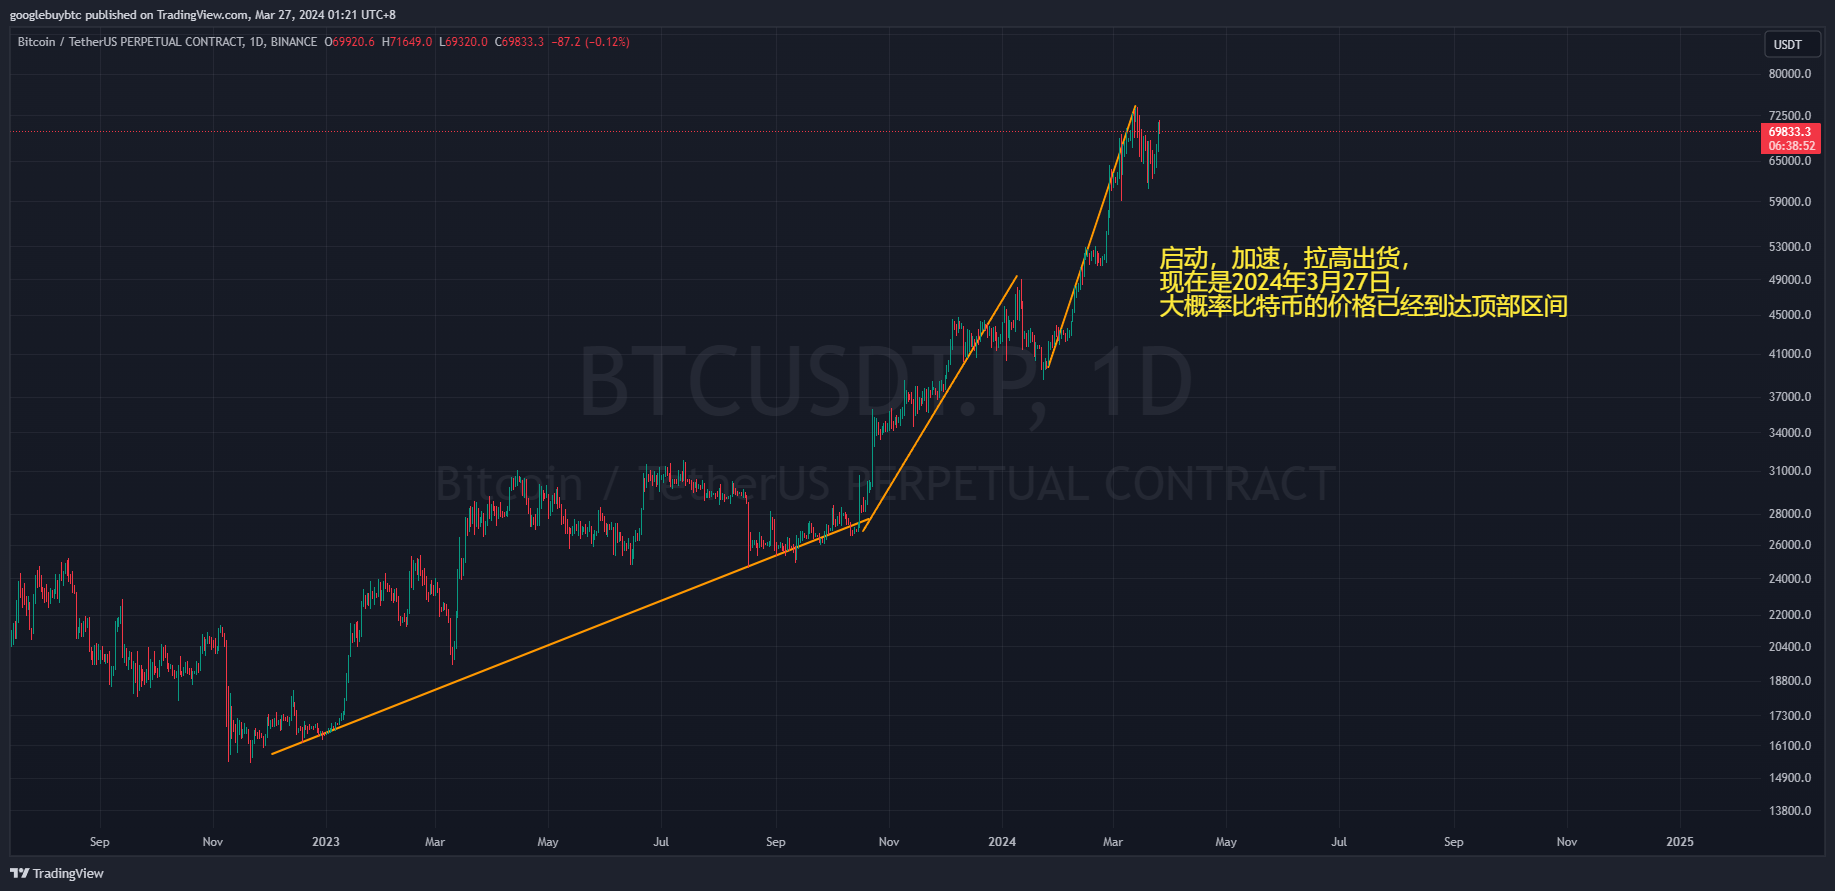 googlebuybtc published on TradingView.com, Mar 27, 2024 01:21 UTC+8
Bitcoin / TetherUS PERPETUAL CONTRACT, 1D, BINANCE O69920.6 H71649.0 L69320.0 C69833.3 −87.2 (−0.12%)
USDT
80000.0
72500.0
69833.3
06:38:52
65000.0
59000.0
53000.0
49000.0
45000.0
41000.0
37000.0
34000.0
31000.0
28000.0
26000.0
24000.0
22000.0
20400.0
18800.0
17300.0
16100.0
14900.0
13800.0
启动，加速，拉高出货，
现在是2024年3月27日，
大概率比特币的价格已经到达顶部区间
BTCUSDT.P, 1D
Bitcoin / TetherUS PERPETUAL CONTRACT
Sep Nov 2023 Mar May Jul Sep Nov 2024 Mar May Jul Sep Nov 2025
TradingView